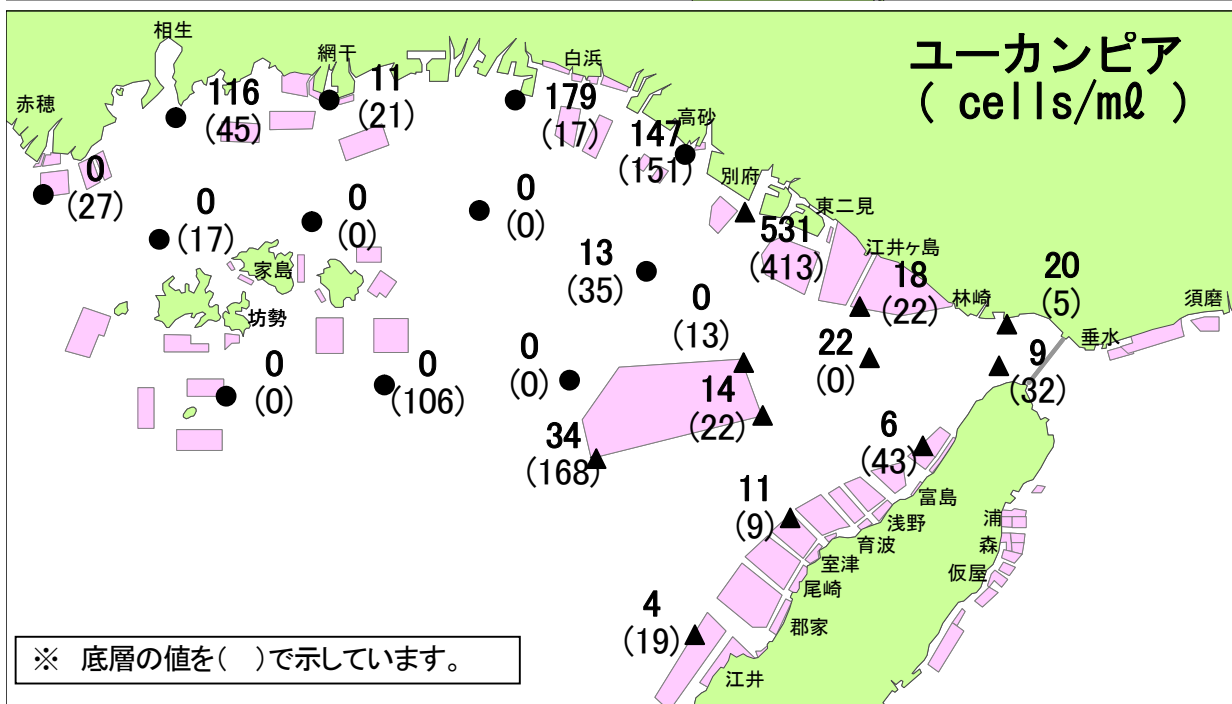 ユーカンピア
( cells/mℓ )
相生
網干
白浜
赤穂
高砂
別府
東二見
江井ヶ島
林崎
垂水
須磨
家島
坊勢
富島
浅野
育波
室津
尾崎
郡家
江井
浦
森
仮屋
116
(45)
11
(21)
179
(17)
147
(151)
0
(27)
0
(17)
0
(0)
0
(0)
531
(413)
13
(35)
18
(22)
20
(5)
0
(13)
22
(0)
9
(32)
0
(0)
0
(106)
0
(0)
14
(22)
34
(168)
6
(43)
11
(9)
4
(19)
※ 底層の値を( )で示しています。